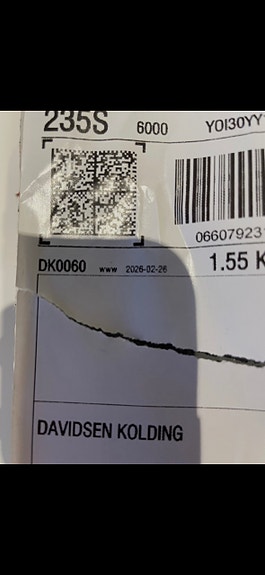 235S 6000 YOI30YY
06607923
DK0060 www 2026-02-26 1.55 K
DAVIDSEN KOLDING